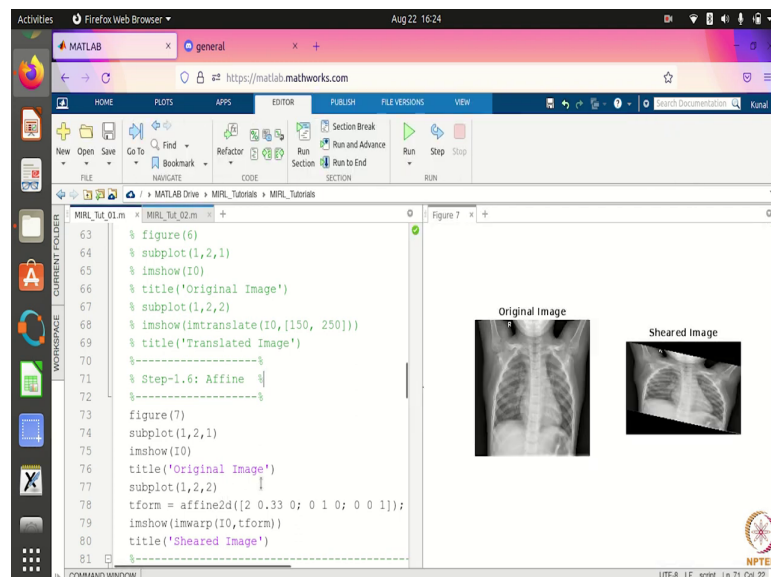 Activities Firefox Web Browser Aug 22 16:24
MATLAB × general × +
https://matlab.mathworks.com
HOME PLOTS APPS EDITOR PUBLISH FILE VERSIONS VIEW Search Documentation Kunal
New Open Save Go To Find Bookmark Refactor Run Section Section Break Run and Advance Run to End Run Step Stop
FILE NAVIGATE CODE SECTION RUN
/ > MATLAB Drive > MIRL_Tutorials > MIRL_Tutorials
CURRENT FOLDER
WORKSPACE
MIRL_Tut_01.m × MIRL_Tut_02.m × +
63 % figure(6)
64 % subplot(1,2,1)
65 % imshow(I0)
66 % title('Original Image')
67 % subplot(1,2,2)
68 % imshow(imtranslate(I0,[150, 250]))
69 % title('Translated Image')
70 %------------------%
71 % Step-1.6: Affine %
72 %------------------%
73 figure(7)
74 subplot(1,2,1)
75 imshow(I0)
76 title('Original Image')
77 subplot(1,2,2)
78 tform = affine2d([2 0.33 0; 0 1 0; 0 0 1]);
79 imshow(imwarp(I0,tform))
80 title('Sheared Image')
81 %----------------------------------------
Figure 7 × +
Original Image
R
Sheared Image
NPTEL
COMMAND WINDOW
UTF-8 LF script Ln 71 Col 22